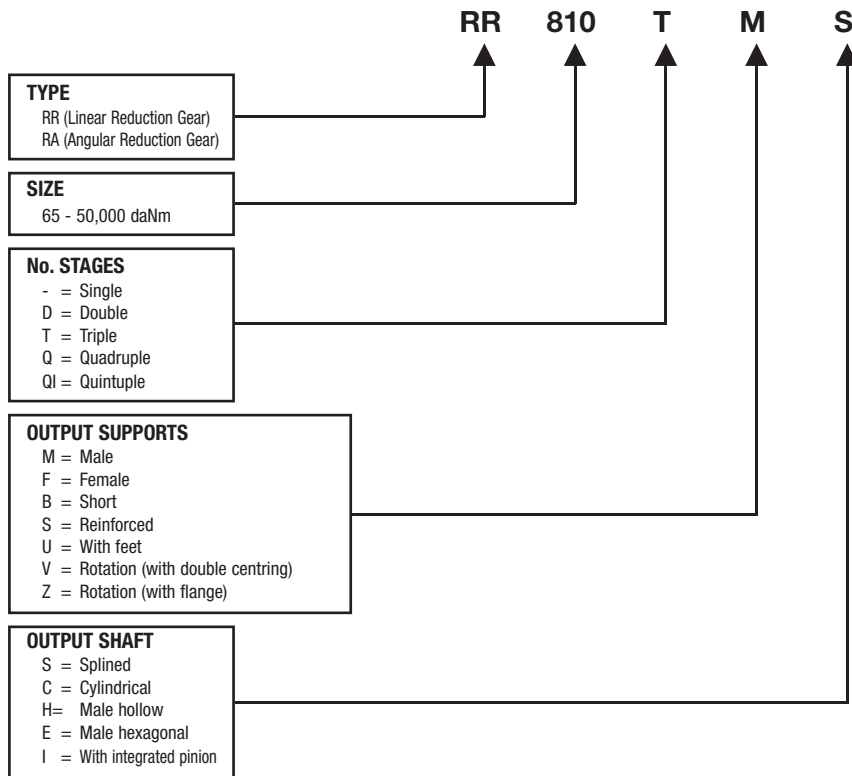 RR 810 T M S
TYPE
RR (Linear Reduction Gear)
RA (Angular Reduction Gear)
SIZE
65 - 50,000 daNm
No. STAGES
- = Single
D = Double
T = Triple
Q = Quadruple
QI = Quintuple
OUTPUT SUPPORTS
M = Male
F = Female
B = Short
S = Reinforced
U = With feet
V = Rotation (with double centring)
Z = Rotation (with flange)
OUTPUT SHAFT
S = Splined
C = Cylindrical
H= Male hollow
E = Male hexagonal
I = With integrated pinion